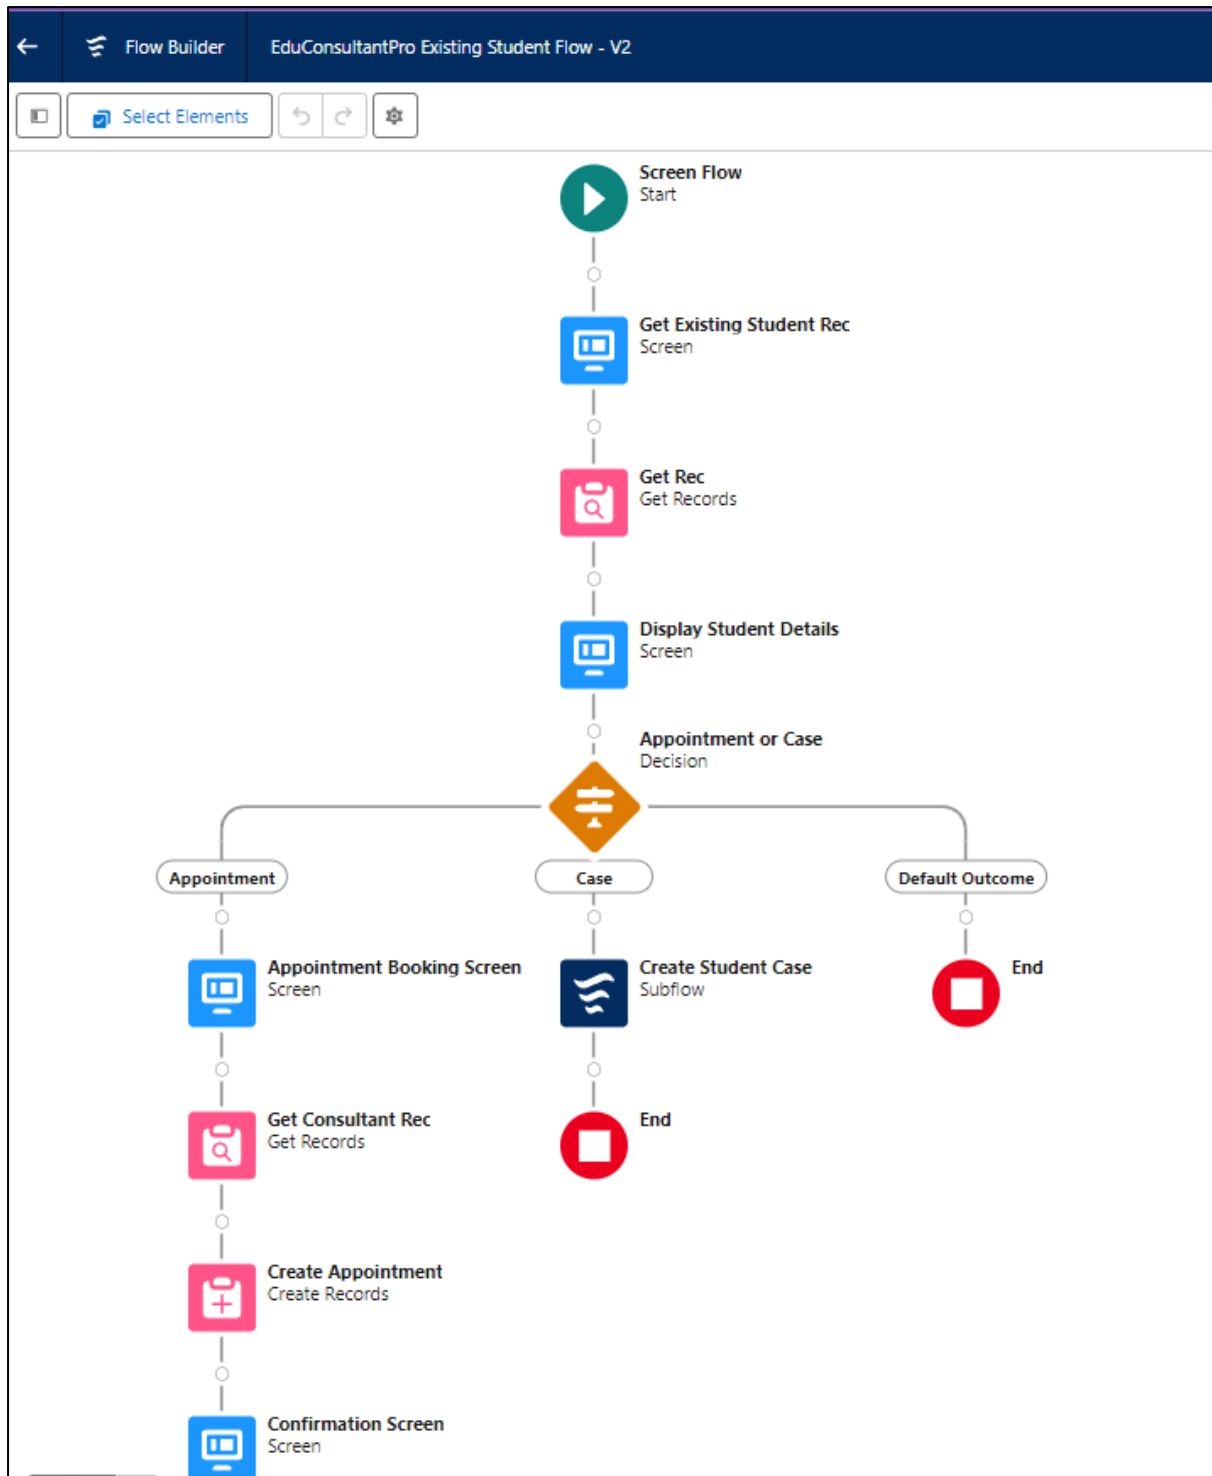 Flow Builder
EduConsultantPro Existing Student Flow - V2
Select Elements
Screen Flow
Start
Get Existing Student Rec
Screen
Get Rec
Get Records
Display Student Details
Screen
Appointment or Case
Decision
Appointment
Case
Default Outcome
Appointment Booking Screen
Screen
Create Student Case
Subflow
End
Get Consultant Rec
Get Records
End
Create Appointment
Create Records
Confirmation Screen
Screen